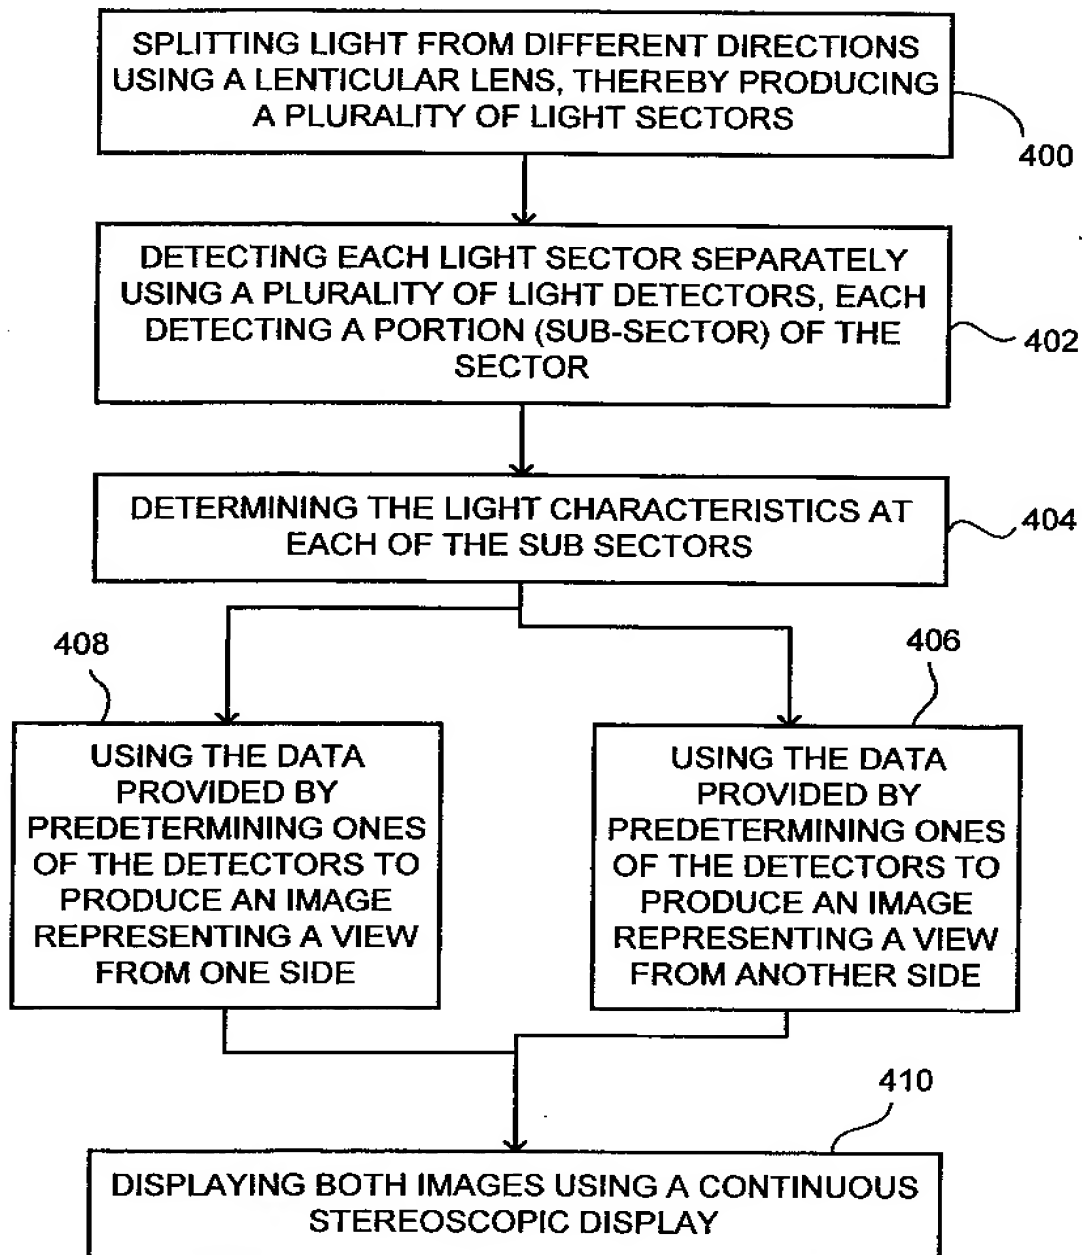 SPLITTING LIGHT FROM DIFFERENT DIRECTIONS
USING A LENTICULAR LENS, THEREBY PRODUCING
A PLURALITY OF LIGHT SECTORS
400
DETECTING EACH LIGHT SECTOR SEPARATELY
USING A PLURALITY OF LIGHT DETECTORS, EACH
DETECTING A PORTION (SUB-SECTOR) OF THE
SECTOR
402
DETERMINING THE LIGHT CHARACTERISTICS AT
EACH OF THE SUB SECTORS
404
408
USING THE DATA
PROVIDED BY
PREDETERMINING ONES
OF THE DETECTORS TO
PRODUCE AN IMAGE
REPRESENTING A VIEW
FROM ONE SIDE
406
USING THE DATA
PROVIDED BY
PREDETERMINING ONES
OF THE DETECTORS TO
PRODUCE AN IMAGE
REPRESENTING A VIEW
FROM ANOTHER SIDE
410
DISPLAYING BOTH IMAGES USING A CONTINUOUS
STEREOSCOPIC DISPLAY